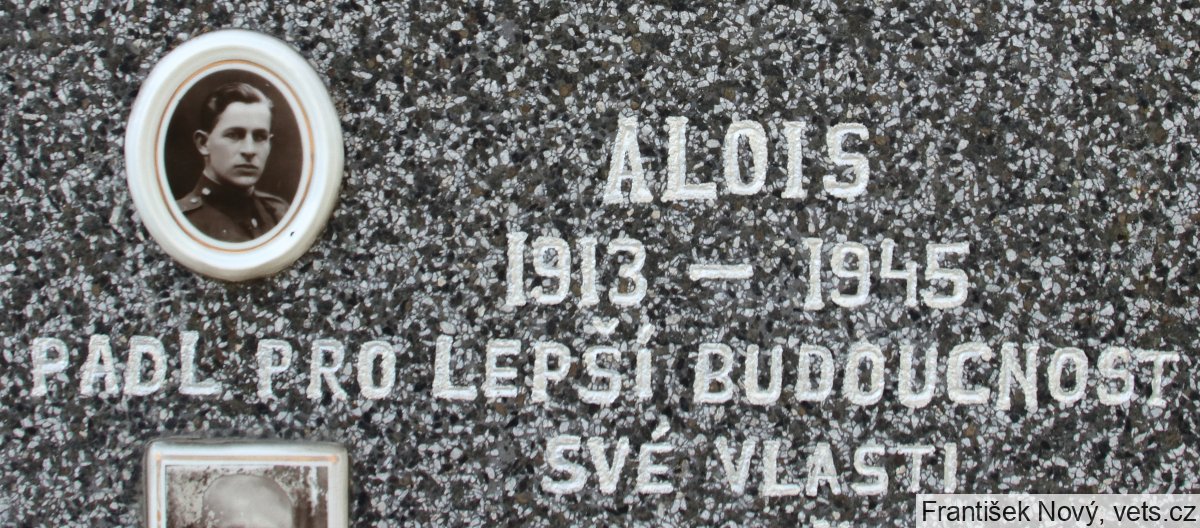 ALOIS
1913 — 1945
PADL PRO LEPŠÍ BUDOUCNOST
SVÉ VLASTI
František Nový, vets.cz